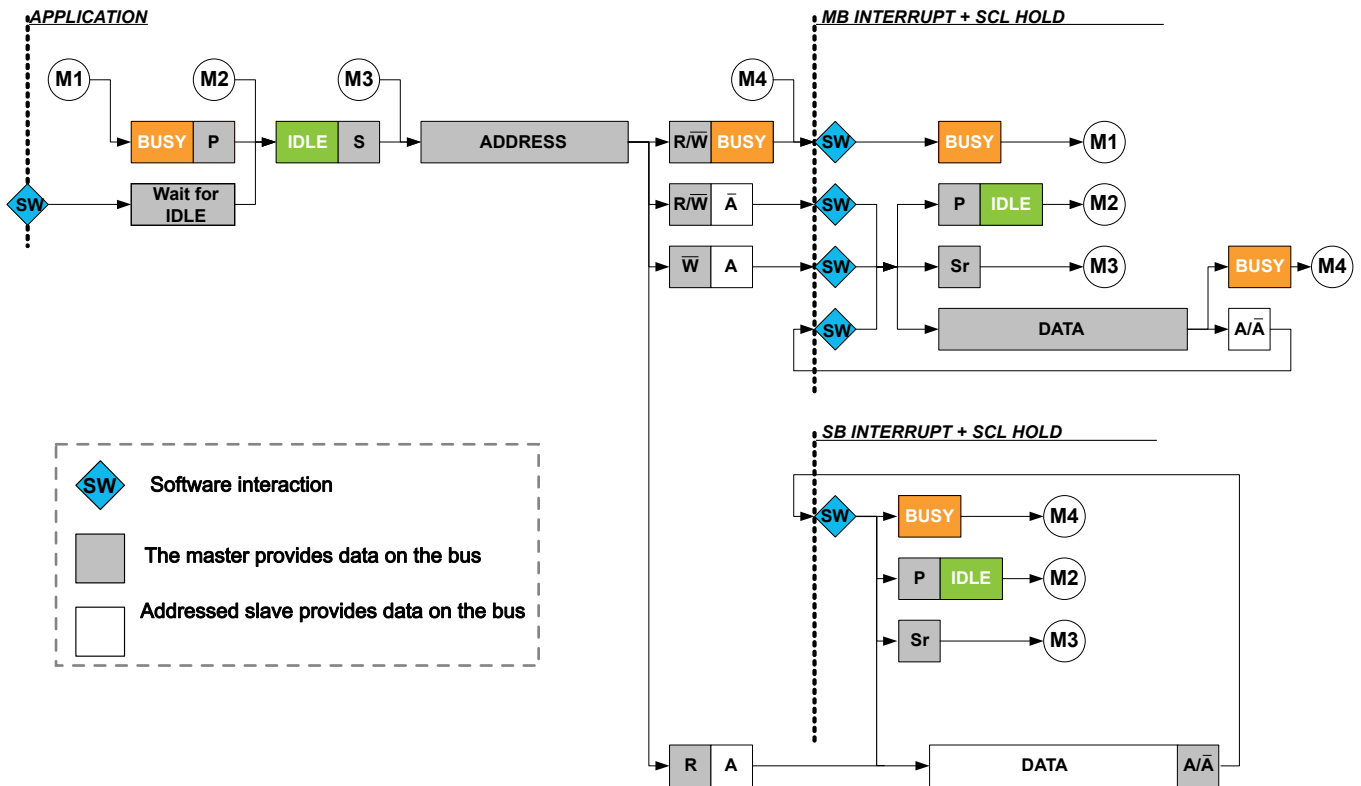 APPLICATION
MB INTERRUPT + SCL HOLD
M1
M2
M3
M4
BUSY P
IDLE S
ADDRESS
R/W̅ BUSY
SW
BUSY
M1
Wait for
IDLE
SW
R/W̅ A̅
SW
P IDLE
M2
W̅ A
SW
Sr
M3
BUSY
M4
SW
DATA
A/A̅
SB INTERRUPT + SCL HOLD
SW
Software interaction
The master provides data on the bus
Addressed slave provides data on the bus
SW
BUSY
M4
P IDLE
M2
Sr
M3
R A
DATA
A/A̅